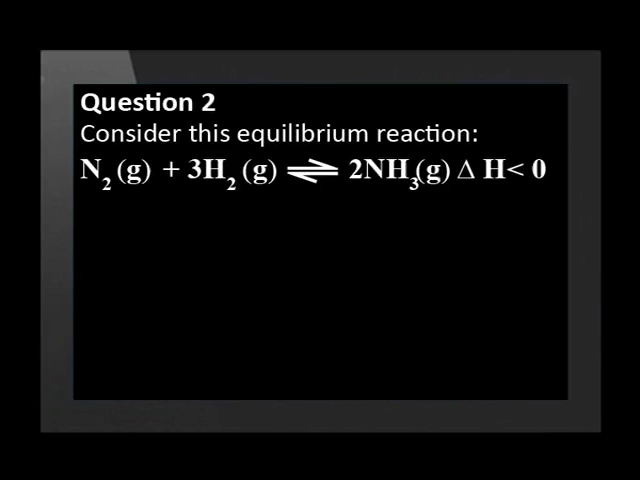 Question 2
Consider this equilibrium reaction:
N₂ (g) + 3H₂ (g) ⇌ 2NH₃(g) Δ H< 0